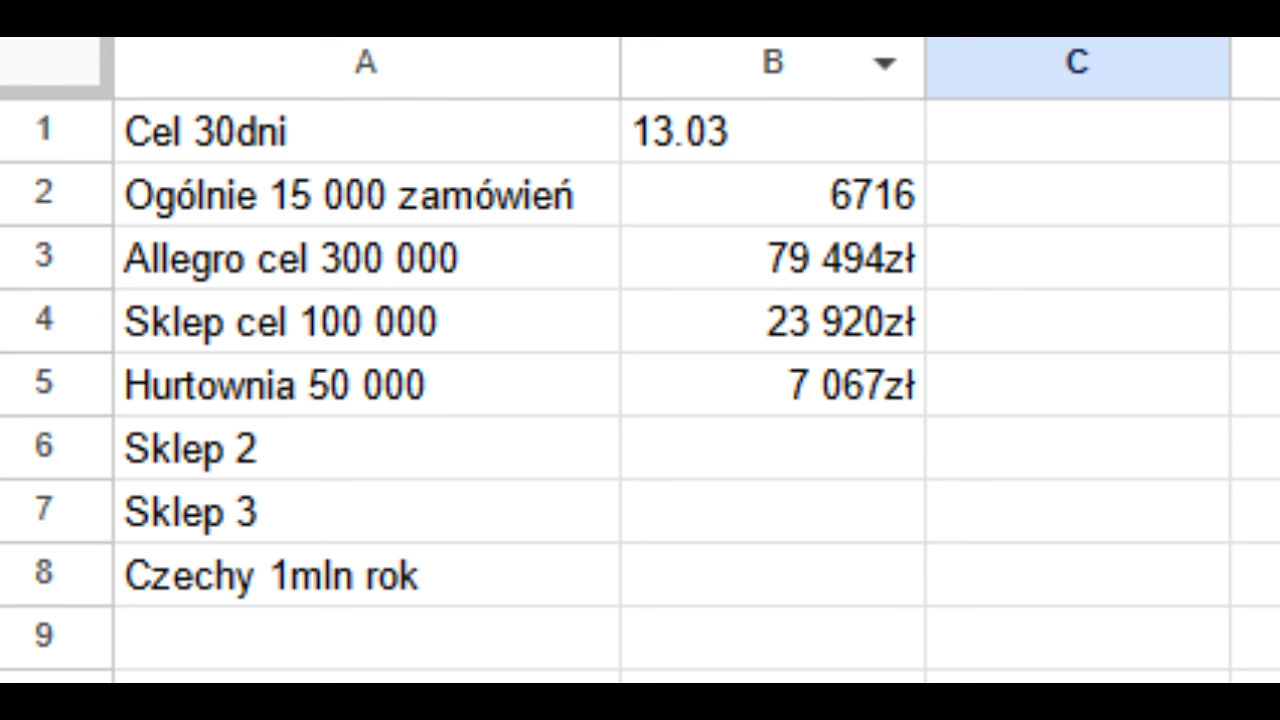 A B C
1 Cel 30dni 13.03
2 Ogólnie 15 000 zamówień 6716
3 Allegro cel 300 000 79 494zł
4 Sklep cel 100 000 23 920zł
5 Hurtownia 50 000 7 067zł
6 Sklep 2
7 Sklep 3
8 Czechy 1mln rok
9